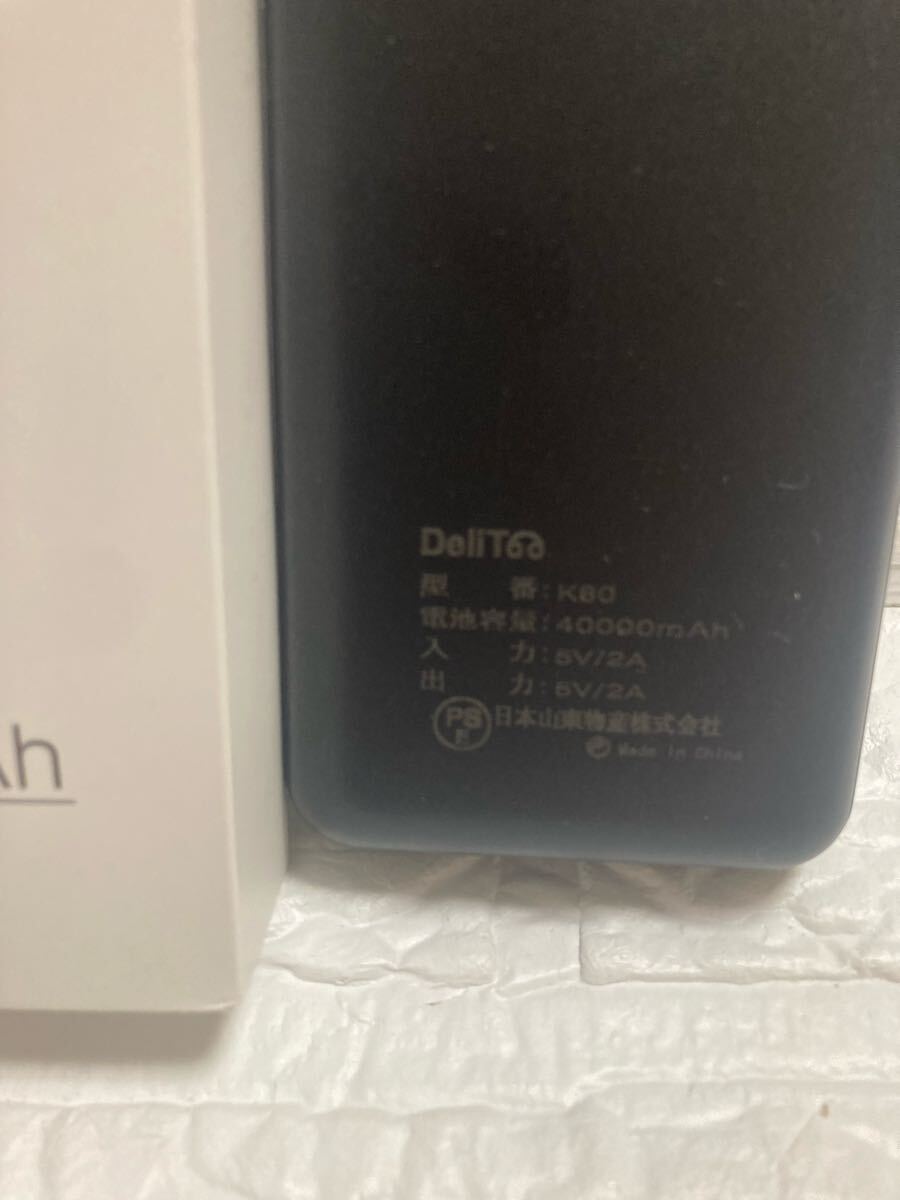 Ah
DeliToo
型番:K60
電池容量:40000mAh
入力:5V/2A
出力:5V/2A
PS
E
日本山東物産株式会社
Made in China